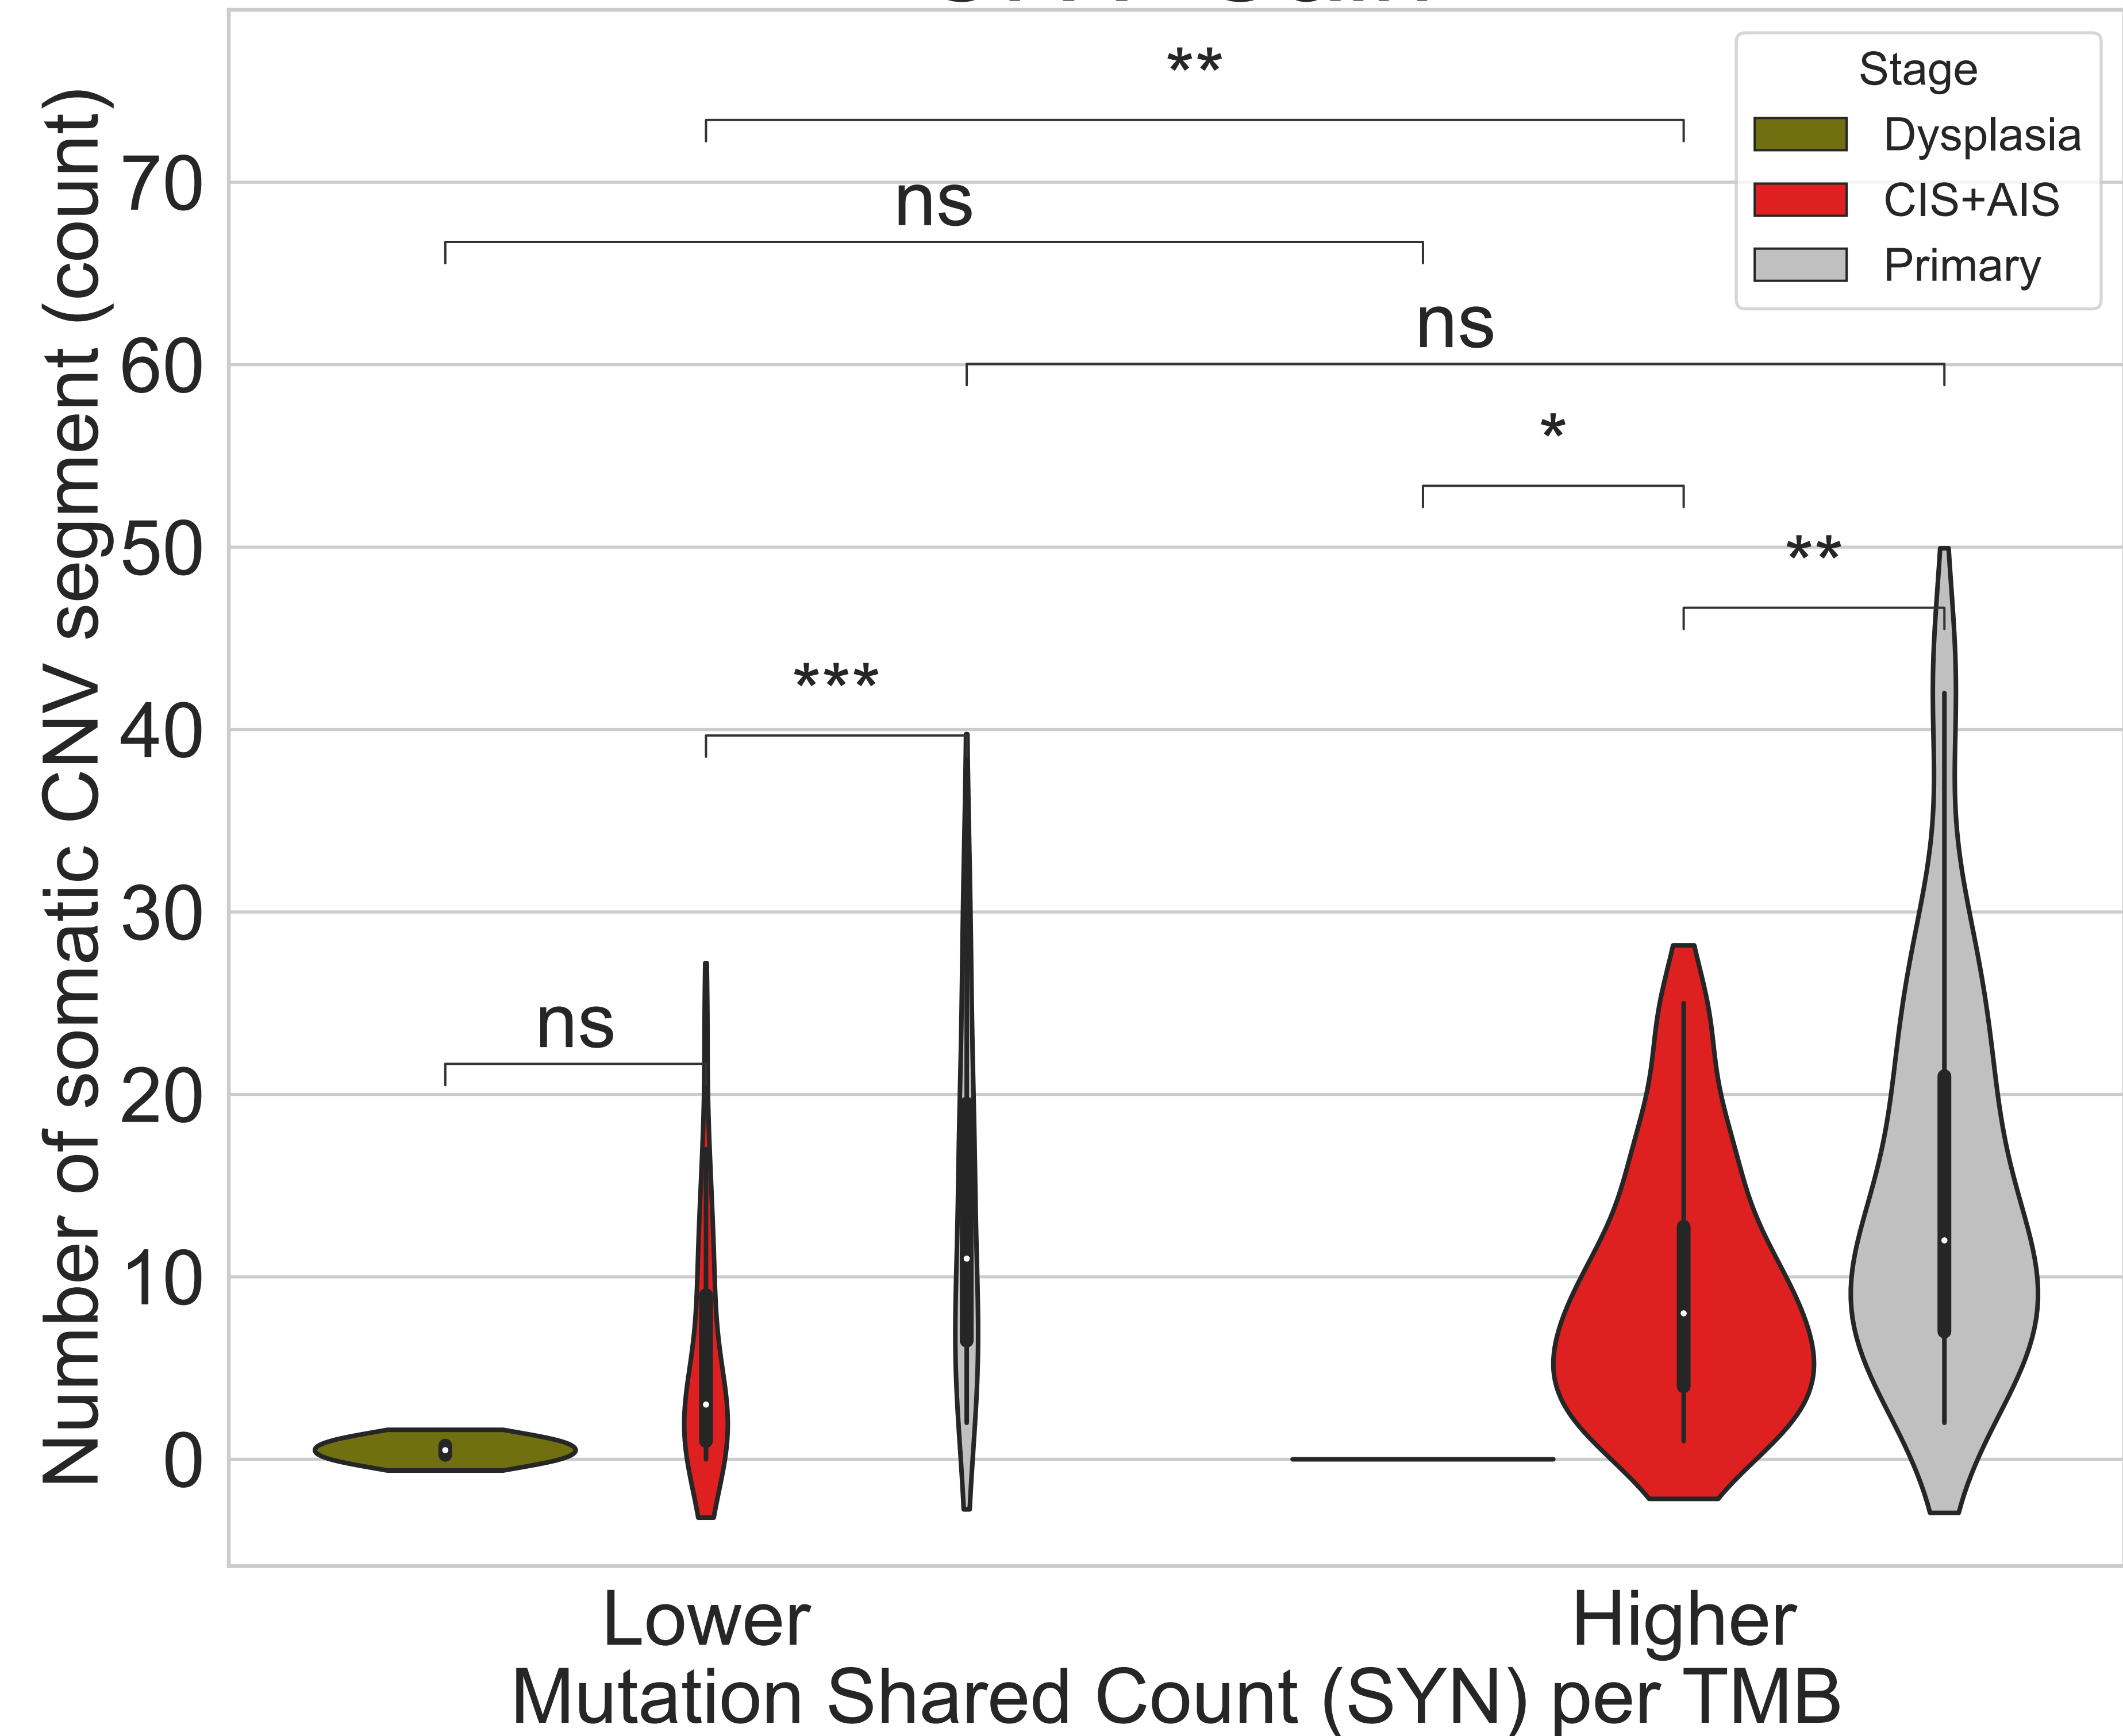 **
Stage
Dysplasia
CIS+AIS
Primary
ns
ns
*
**
***
ns
Number of somatic CNV segment (count)
70
60
50
40
30
20
10
0
Lower
Higher
Mutation Shared Count (SYN) per TMB